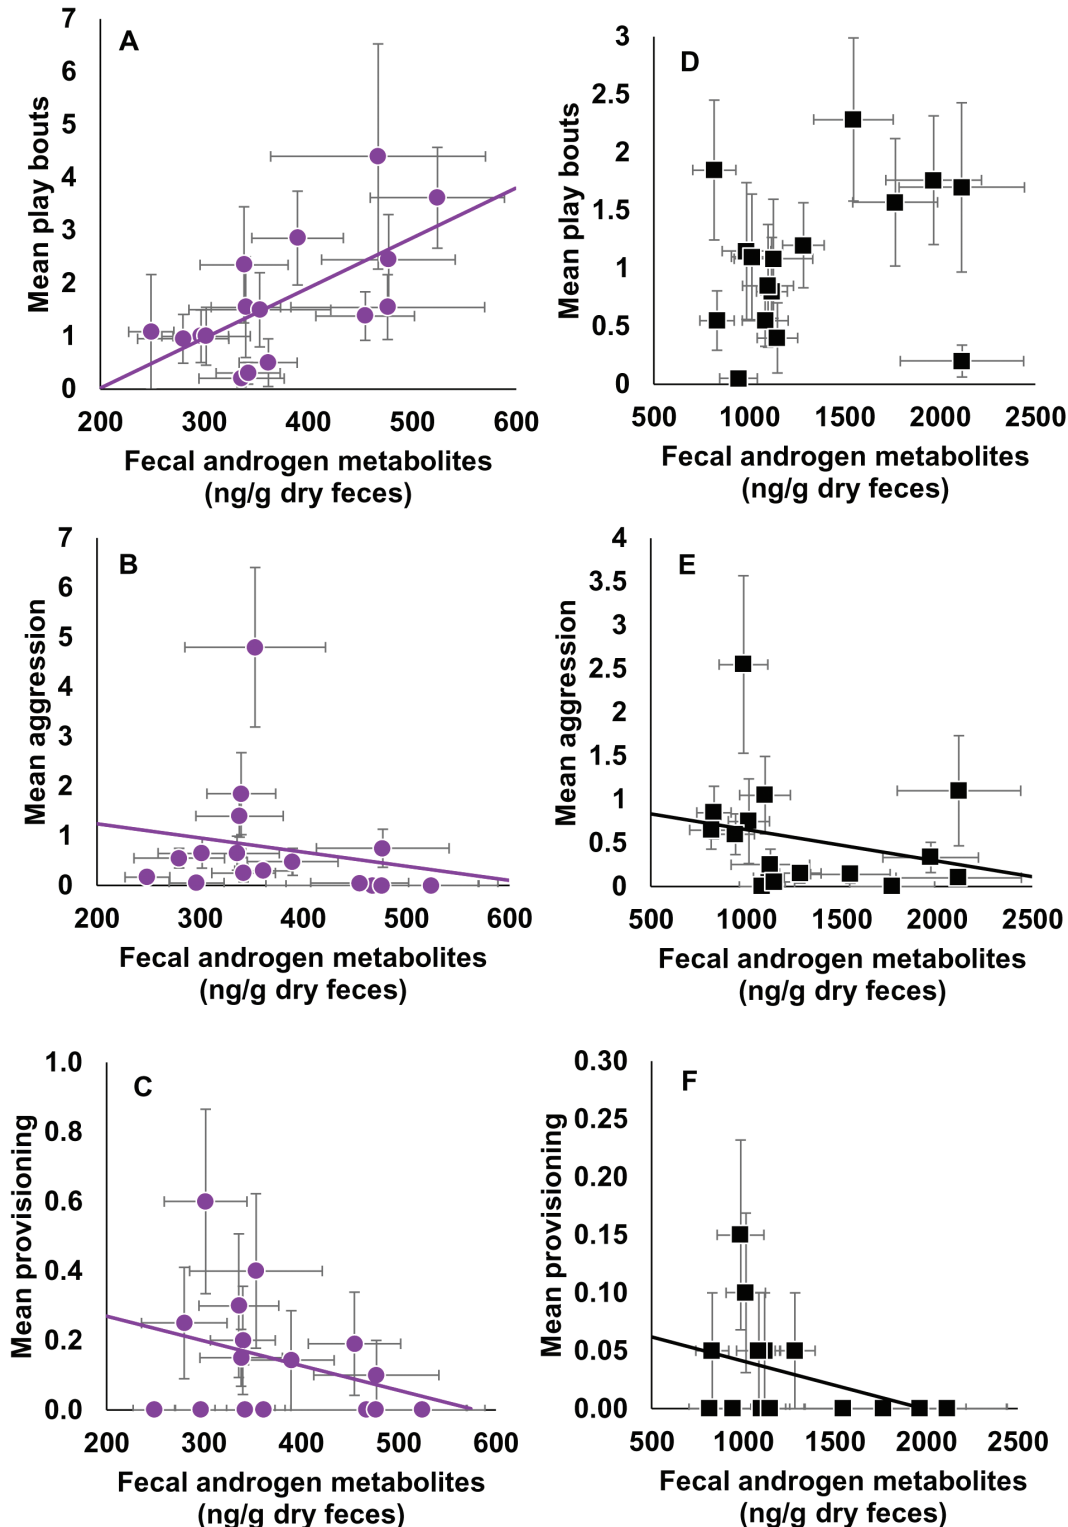 A
Mean play bouts
7
6
5
4
3
2
1
0
200 300 400 500 600
Fecal androgen metabolites
(ng/g dry feces)
D
Mean play bouts
3
2.5
2
1.5
1
0.5
0
500 1000 1500 2000 2500
Fecal androgen metabolites
(ng/g dry feces)
B
Mean aggression
7
6
5
4
3
2
1
0
200 300 400 500 600
Fecal androgen metabolites
(ng/g dry feces)
E
Mean aggression
4
3.5
3
2.5
2
1.5
1
0.5
0
500 1000 1500 2000 2500
Fecal androgen metabolites
(ng/g dry feces)
C
Mean provisioning
1.0
0.8
0.6
0.4
0.2
0.0
200 300 400 500 600
Fecal androgen metabolites
(ng/g dry feces)
F
Mean provisioning
0.30
0.25
0.20
0.15
0.10
0.05
0.00
500 1000 1500 2000 2500
Fecal androgen metabolites
(ng/g dry feces)